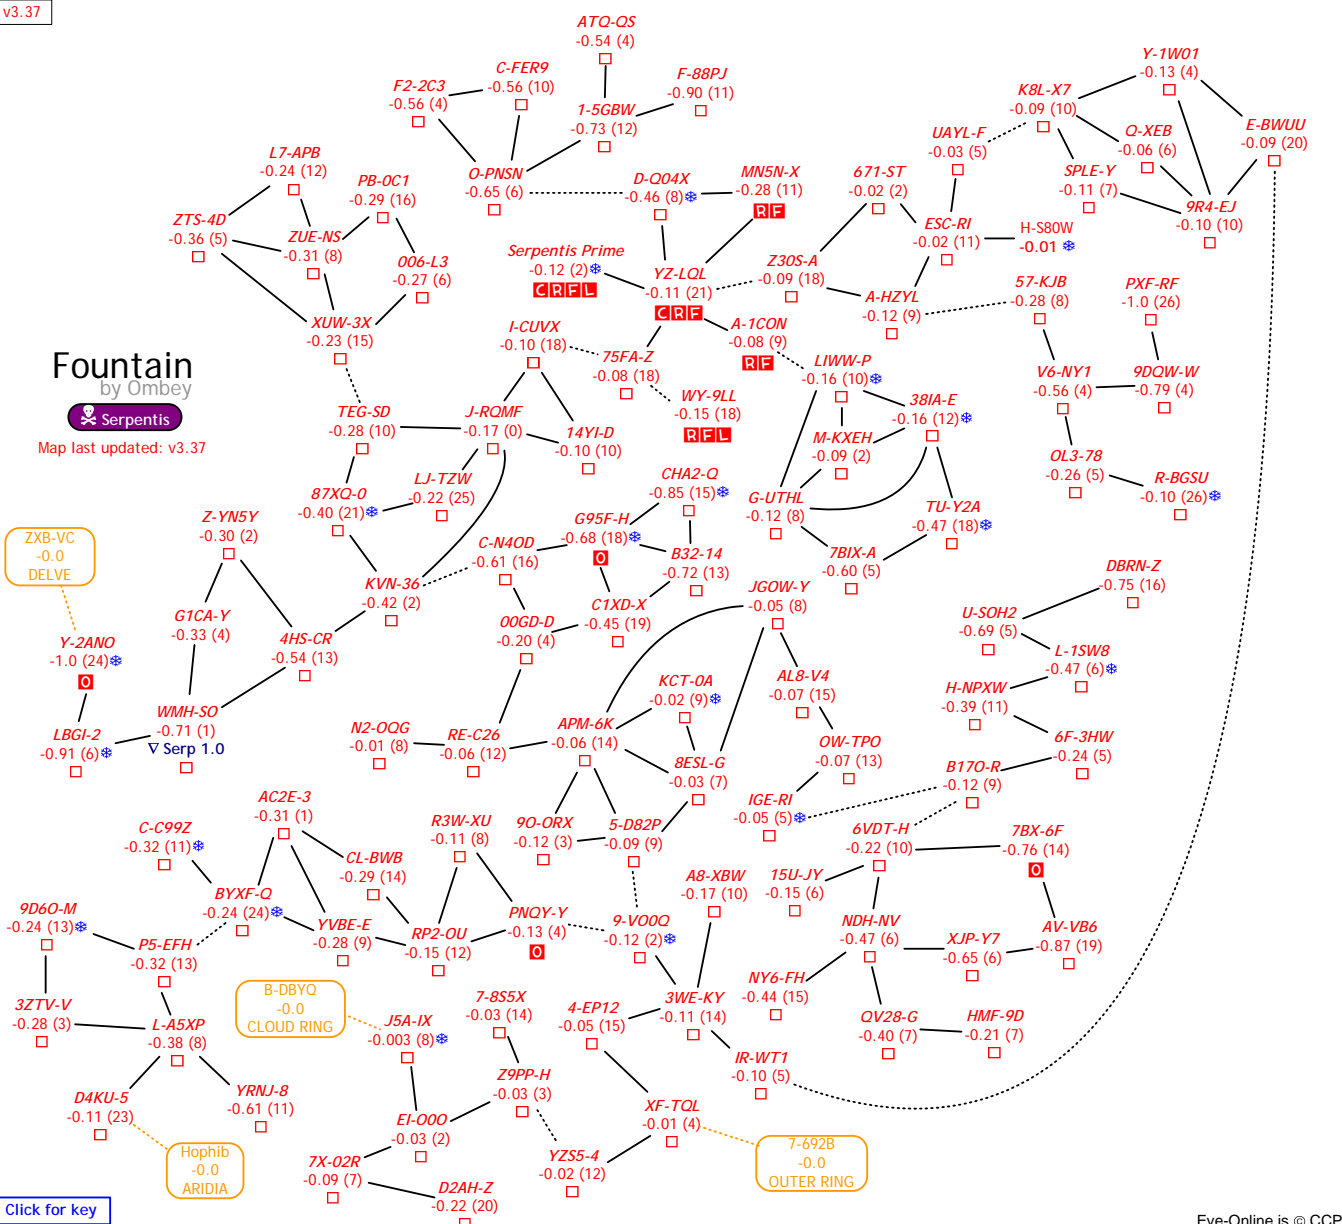 v3.37
ATQ-QS
-0.54 (4)
C-FER9
-0.56 (10)
F2-2C3
-0.56 (4)
F-88PJ
-0.90 (11)
1-5GBW
-0.73 (12)
Y-1W01
-0.13 (4)
K8L-X7
-0.09 (10)
E-BWUU
-0.09 (20)
Q-XEB
-0.06 (6)
UAYL-F
-0.03 (5)
SPLE-Y
-0.11 (7)
9R4-EJ
-0.10 (10)
L7-APB
-0.24 (12)
PB-0C1
-0.29 (16)
O-PNSN
-0.65 (6)
D-Q04X
-0.46 (8)
MN5N-X
-0.28 (11)
RF
671-ST
-0.02 (2)
ZTS-4D
-0.36 (5)
ZUE-NS
-0.31 (8)
006-L3
-0.27 (6)
ESC-RI
-0.02 (11)
H-S80W
-0.01
Serpentis Prime
-0.12 (2)
CRFL
YZ-LQL
-0.11 (21)
CRF
Z30S-A
-0.09 (18)
A-HZYL
-0.12 (9)
57-KJB
-0.28 (8)
PXF-RF
-1.0 (26)
XUW-3X
-0.23 (15)
I-CUVX
-0.10 (18)
A-1CON
-0.08 (9)
RF
75FA-Z
-0.08 (18)
LIWW-P
-0.16 (10)
V6-NY1
-0.56 (4)
9DQW-W
-0.79 (4)
Fountain
by Ombey
Serpentis
Map last updated: v3.37
TEG-SD
-0.28 (10)
J-RQMF
-0.17 (0)
14YI-D
-0.10 (10)
WY-9LL
-0.15 (18)
RFL
38IA-E
-0.16 (12)
M-KXEH
-0.09 (2)
OL3-78
-0.26 (5)
R-BGSU
-0.10 (26)
87XQ-0
-0.40 (21)
LJ-TZW
-0.22 (25)
CHA2-Q
-0.85 (15)
G-UTHL
-0.12 (8)
TU-Y2A
-0.47 (18)
Z-YN5Y
-0.30 (2)
G95F-H
-0.68 (18)
O
C-N4OD
-0.61 (16)
B32-14
-0.72 (13)
7BIX-A
-0.60 (5)
ZXB-VC
-0.0
DELVE
KVN-36
-0.42 (2)
JGOW-Y
-0.05 (8)
DBRN-Z
-0.75 (16)
G1CA-Y
-0.33 (4)
4HS-CR
-0.54 (13)
00GD-D
-0.20 (4)
C1XD-X
-0.45 (19)
U-SOH2
-0.69 (5)
Y-2ANO
-1.0 (24)
O
L-1SW8
-0.47 (6)
KCT-0A
-0.02 (9)
AL8-V4
-0.07 (15)
H-NPXW
-0.39 (11)
WMH-SO
-0.71 (1)
∇ Serp 1.0
LBGI-2
-0.91 (6)
N2-OQG
-0.01 (8)
RE-C26
-0.06 (12)
APM-6K
-0.06 (14)
OW-TPO
-0.07 (13)
6F-3HW
-0.24 (5)
8ESL-G
-0.03 (7)
B17O-R
-0.12 (9)
AC2E-3
-0.31 (1)
IGE-RI
-0.05 (5)
C-C99Z
-0.32 (11)
R3W-XU
-0.11 (8)
9O-ORX
-0.12 (3)
5-D82P
-0.09 (9)
6VDT-H
-0.22 (10)
7BX-6F
-0.76 (14)
O
CL-BWB
-0.29 (14)
A8-XBW
-0.17 (10)
15U-JY
-0.15 (6)
BYXF-Q
-0.24 (24)
9D6O-M
-0.24 (13)
YVBE-E
-0.28 (9)
RP2-OU
-0.15 (12)
PNQY-Y
-0.13 (4)
O
9-VO0Q
-0.12 (2)
NDH-NV
-0.47 (6)
AV-VB6
-0.87 (19)
P5-EFH
-0.32 (13)
XJP-Y7
-0.65 (6)
NY6-FH
-0.44 (15)
B-DBYQ
-0.0
CLOUD RING
7-8S5X
-0.03 (14)
3WE-KY
-0.11 (14)
4-EP12
-0.05 (15)
3ZTV-V
-0.28 (3)
L-A5XP
-0.38 (8)
J5A-IX
-0.003 (8)
QV28-G
-0.40 (7)
HMF-9D
-0.21 (7)
IR-WT1
-0.10 (5)
Z9PP-H
-0.03 (3)
D4KU-5
-0.11 (23)
YRNJ-8
-0.61 (11)
XF-TQL
-0.01 (4)
EI-O0O
-0.03 (2)
Hophib
-0.0
ARIDIA
7-692B
-0.0
OUTER RING
7X-02R
-0.09 (7)
YZS5-4
-0.02 (12)
D2AH-Z
-0.22 (20)
Click for key
Eve-Online is © CCP